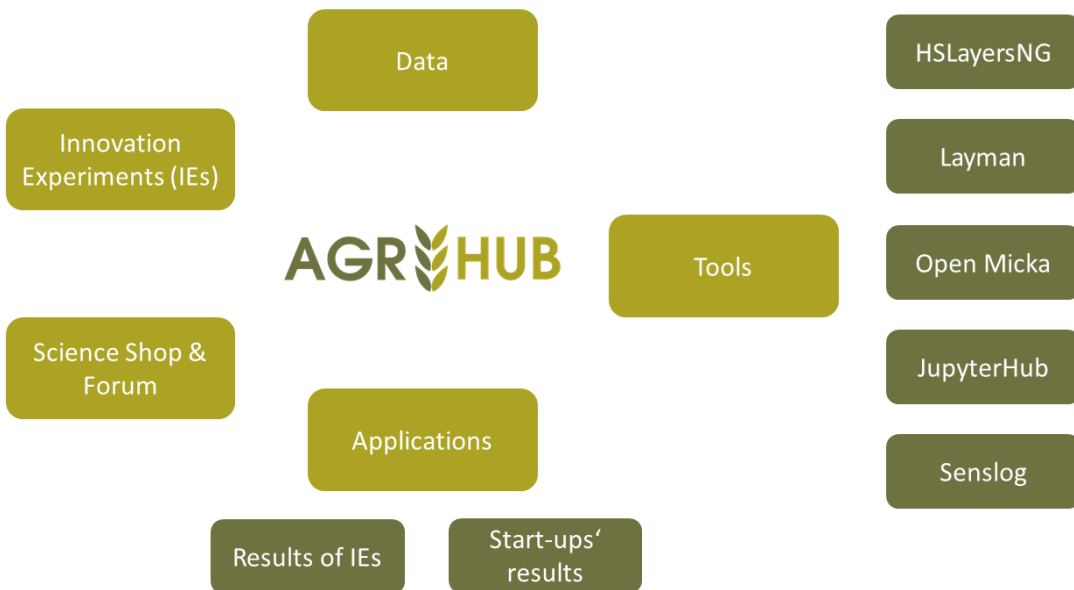 Data
HSLayersNG
Innovation
Experiments (IEs)
Layman
AGRHUB
Tools
Open Micka
Science Shop &
Forum
JupyterHub
Applications
Senslog
Results of IEs
Start-ups‘
results